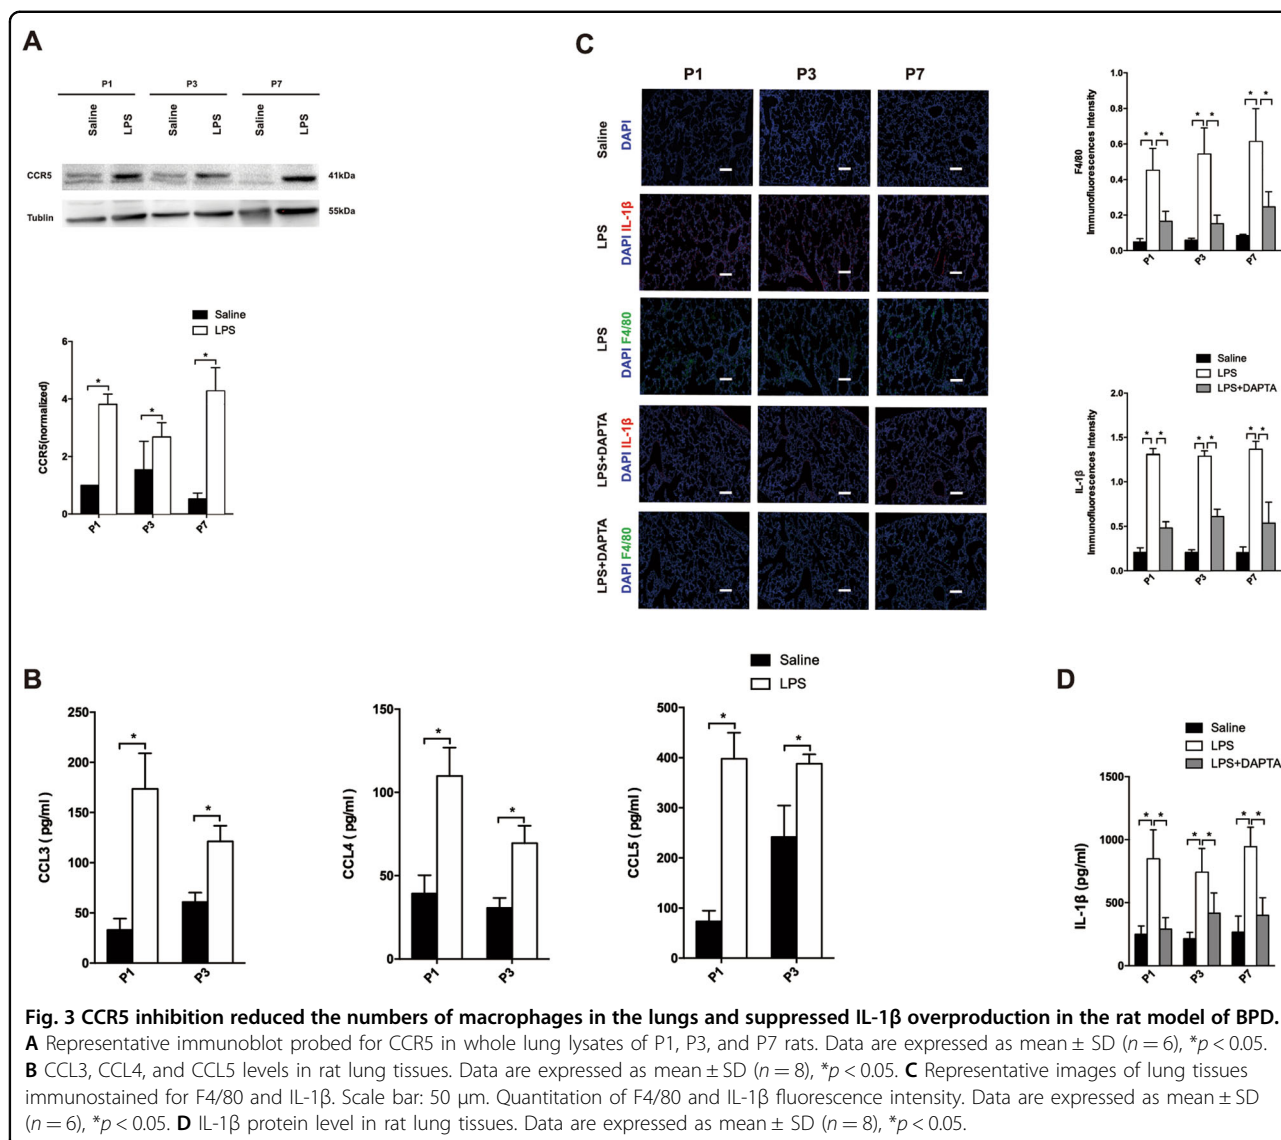 A
P1 P3 P7
Saline LPS Saline LPS Saline LPS
CCR5 41kDa
Tublin 55kDa
Saline
LPS
CCR5(normalized)
6
4
2
0
* * *
P1 P3 P7
C
P1 P3 P7
Saline
DAPI
LPS
DAPI IL-1β
LPS
DAPI F4/80
LPS+DAPTA
DAPI IL-1β
LPS+DAPTA
DAPI F4/80
F4/80
Immunofluorescences Intensity
0.8
0.6
0.4
0.2
0.0
* * * * * *
P1 P3 P7
Saline
LPS
LPS+DAPTA
IL-1β
Immunofluorescences Intensity
2.0
1.5
1.0
0.5
0.0
* * * * * *
P1 P3 P7
B
CCL3 ( pg/ml )
250
200
150
100
50
0
* *
P1 P3
CCL4 ( pg/ml )
150
100
50
0
* *
P1 P3
Saline
LPS
CCL5 ( pg/ml )
500
400
300
200
100
0
* *
P1 P3
D
Saline
LPS
LPS+DAPTA
IL-1β (pg/ml)
1500
1000
500
0
* * * * * *
P1 P3 P7
Fig. 3 CCR5 inhibition reduced the numbers of macrophages in the lungs and suppressed IL-1β overproduction in the rat model of BPD.
A Representative immunoblot probed for CCR5 in whole lung lysates of P1, P3, and P7 rats. Data are expressed as mean ± SD (n = 6), *p < 0.05.
B CCL3, CCL4, and CCL5 levels in rat lung tissues. Data are expressed as mean ± SD (n = 8), *p < 0.05. C Representative images of lung tissues
immunostained for F4/80 and IL-1β. Scale bar: 50 μm. Quantitation of F4/80 and IL-1β fluorescence intensity. Data are expressed as mean ± SD
(n = 6), *p < 0.05. D IL-1β protein level in rat lung tissues. Data are expressed as mean ± SD (n = 8), *p < 0.05.